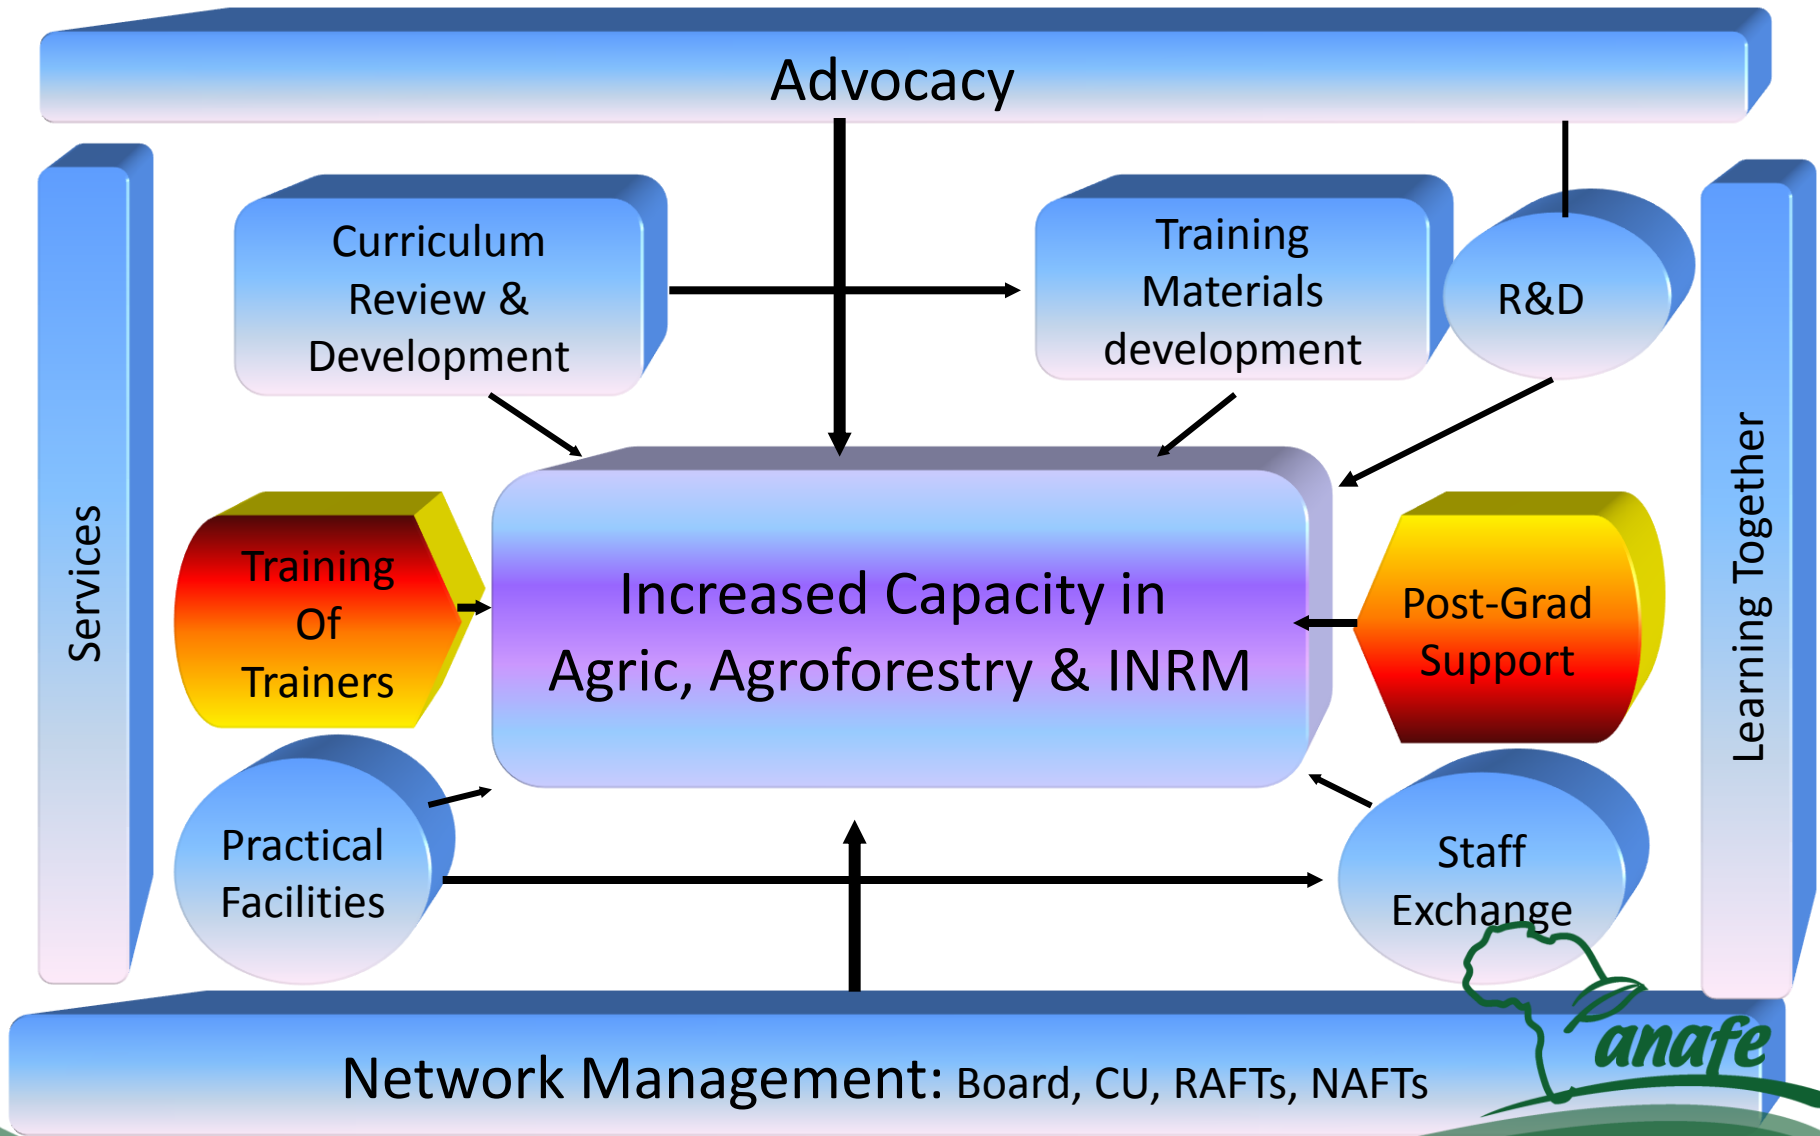 Advocacy
Curriculum
Review &
Development
Training
Materials
development
R&D
Services
Training
Of
Trainers
Increased Capacity in
Agric, Agroforestry & INRM
Post-Grad
Support
Learning Together
Practical
Facilities
Staff
Exchange
Network Management: Board, CU, RAFTs, NAFTs
anafe